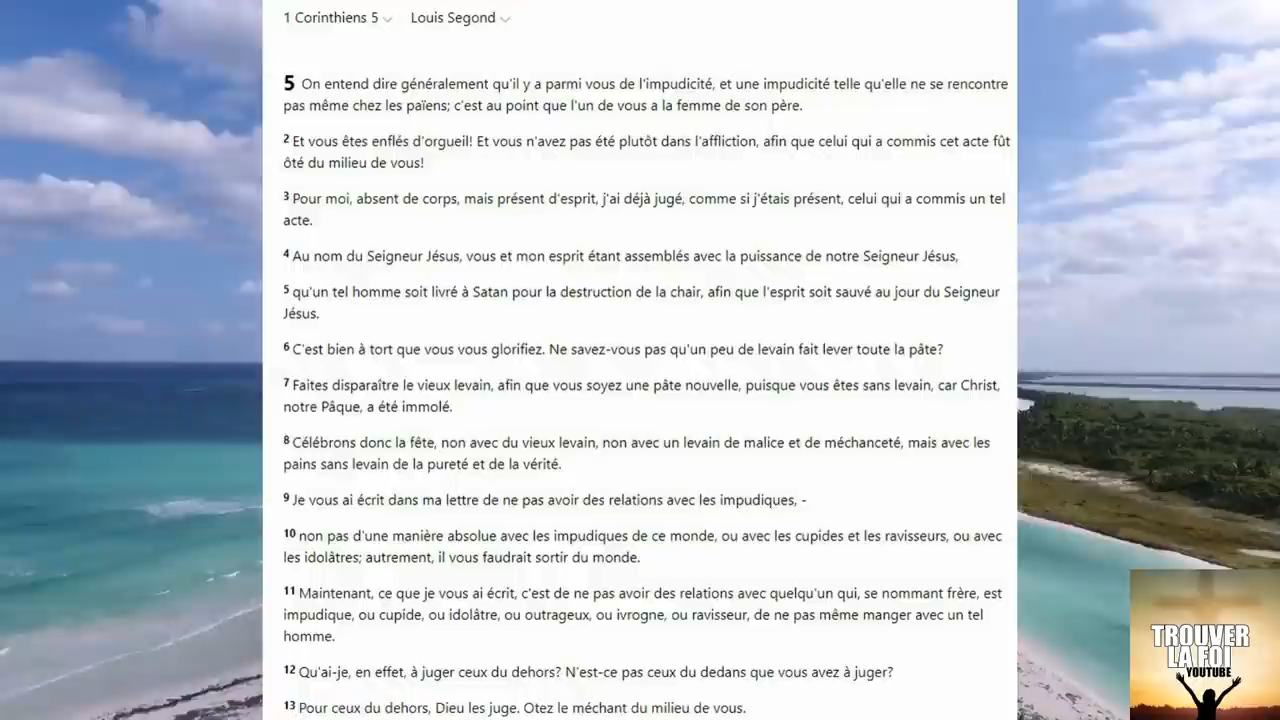 1 Corinthiens 5 Louis Segond
5 On entend dire généralement qu'il y a parmi vous de l'impudicité, et une impudicité telle qu'elle ne se rencontre
pas même chez les païens; c'est au point que l'un de vous a la femme de son père.
2 Et vous êtes enflés d'orgueil! Et vous n'avez pas été plutôt dans l'affliction, afin que celui qui a commis cet acte fût
ôté du milieu de vous!
3 Pour moi, absent de corps, mais présent d'esprit, j'ai déjà jugé, comme si j'étais présent, celui qui a commis un tel
acte.
4 Au nom du Seigneur Jésus, vous et mon esprit étant assemblés avec la puissance de notre Seigneur Jésus,
5 qu'un tel homme soit livré à Satan pour la destruction de la chair, afin que l'esprit soit sauvé au jour du Seigneur
Jésus.
6 C'est bien à tort que vous vous glorifiez. Ne savez-vous pas qu'un peu de levain fait lever toute la pâte?
7 Faites disparaître le vieux levain, afin que vous soyez une pâte nouvelle, puisque vous êtes sans levain, car Christ,
notre Pâque, a été immolé.
8 Célébrons donc la fête, non avec du vieux levain, non avec un levain de malice et de méchanceté, mais avec les
pains sans levain de la pureté et de la vérité.
9 Je vous ai écrit dans ma lettre de ne pas avoir des relations avec les impudiques, -
10 non pas d'une manière absolue avec les impudiques de ce monde, ou avec les cupides et les ravisseurs, ou avec
les idolâtres; autrement, il vous faudrait sortir du monde.
11 Maintenant, ce que je vous ai écrit, c'est de ne pas avoir des relations avec quelqu'un qui, se nommant frère, est
impudique, ou cupide, ou idolâtre, ou outrageux, ou ivrogne, ou ravisseur, de ne pas même manger avec un tel
homme.
12 Qu'ai-je, en effet, à juger ceux du dehors? N'est-ce pas ceux du dedans que vous avez à juger?
13 Pour ceux du dehors, Dieu les juge. Otez le méchant du milieu de vous.
TROUVER
LA FOI
YOUTUBE